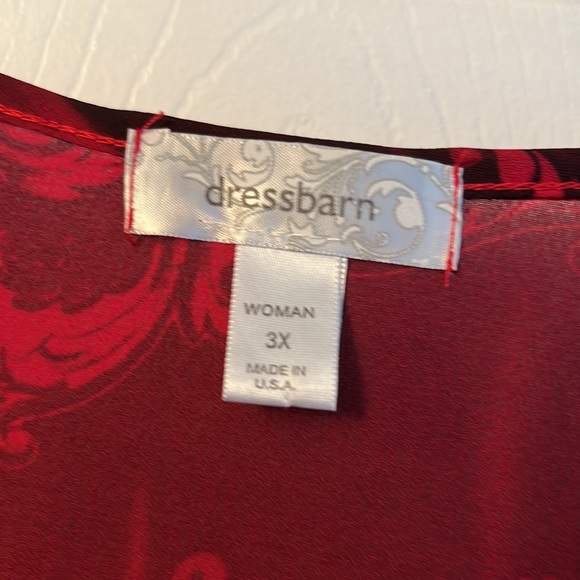 dressbarn
WOMAN
3X
MADE IN
U.S.A.